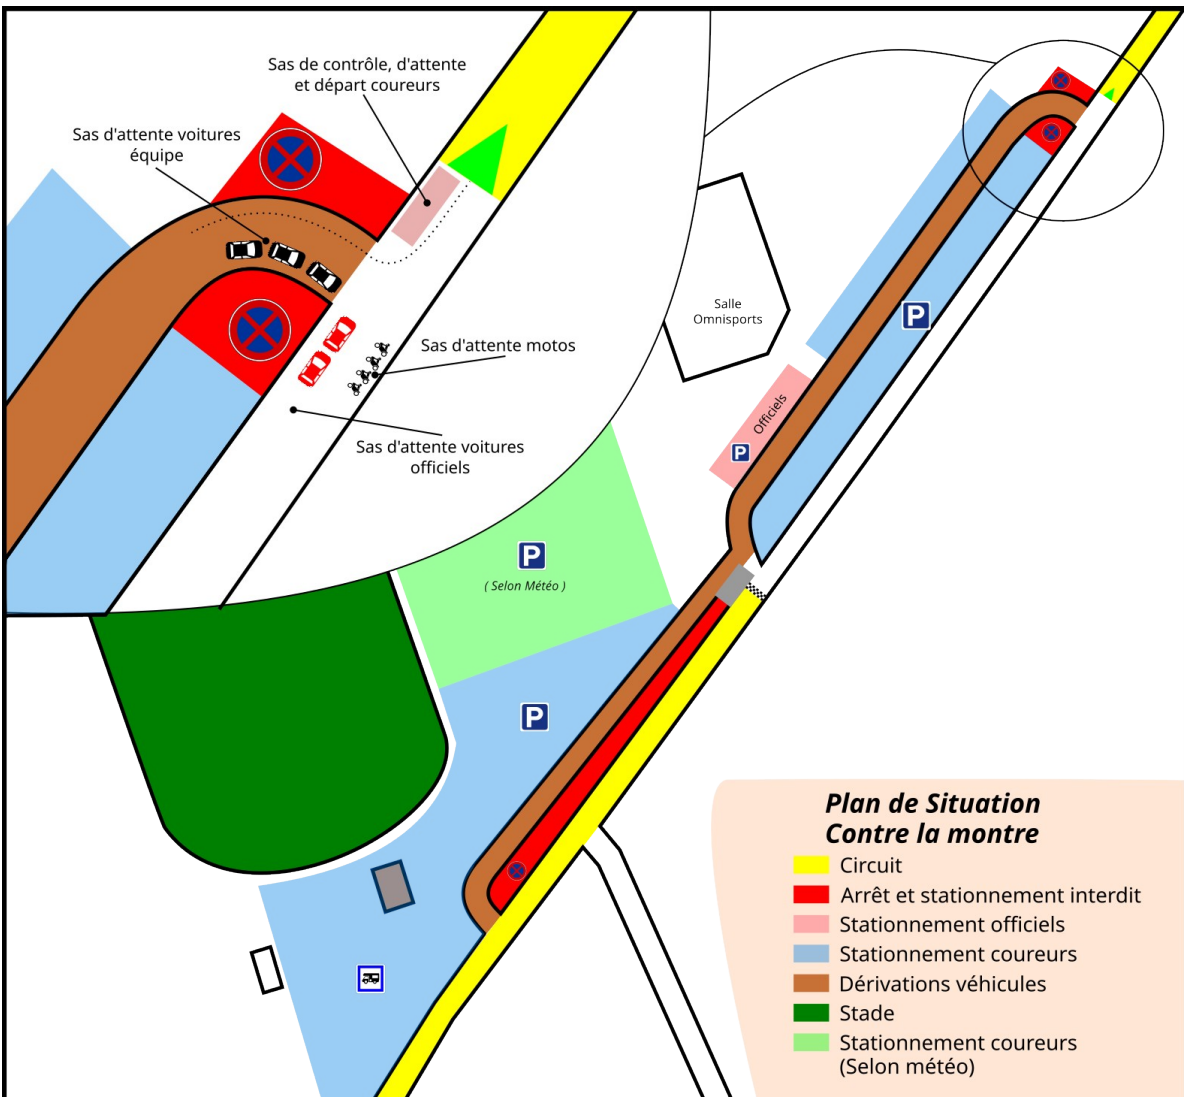 Sas de contrôle, d'attente
et départ coureurs
Sas d'attente voitures
équipe
Sas d'attente motos
Sas d'attente voitures
officiels
Salle
Omnisports
P
Officiels
P
P
( Selon Météo )
P
Plan de Situation
Contre la montre
Circuit
Arrêt et stationnement interdit
Stationnement officiels
Stationnement coureurs
Dérivations véhicules
Stade
Stationnement coureurs
(Selon météo)